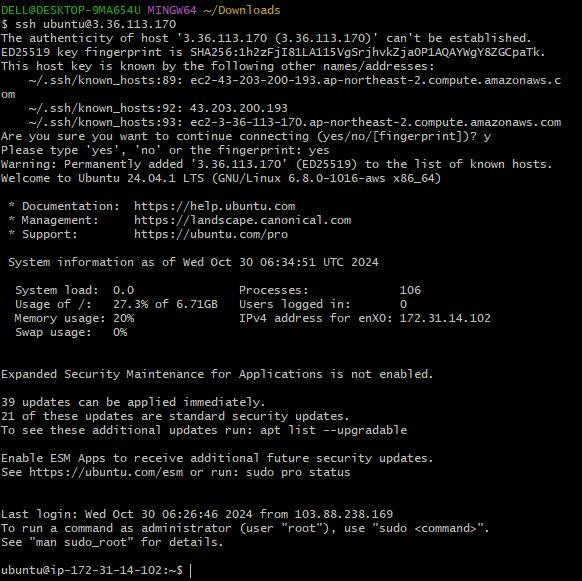 DELL@DESKTOP-9MA654U MINGW64 ~/Downloads
$ ssh ubuntu@3.36.113.170
The authenticity of host '3.36.113.170 (3.36.113.170)' can't be established.
ED25519 key fingerprint is SHA256:1h2zFjI81LA115VgSrjhvkZja0P1AQAYWgY8ZGCpaTk.
This host key is known by the following other names/addresses:
    ~/.ssh/known_hosts:89: ec2-43-203-200-193.ap-northeast-2.compute.amazonaws.c
om
    ~/.ssh/known_hosts:92: 43.203.200.193
    ~/.ssh/known_hosts:93: ec2-3-36-113-170.ap-northeast-2.compute.amazonaws.com
Are you sure you want to continue connecting (yes/no/[fingerprint])? y
Please type 'yes', 'no' or the fingerprint: yes
Warning: Permanently added '3.36.113.170' (ED25519) to the list of known hosts.
Welcome to Ubuntu 24.04.1 LTS (GNU/Linux 6.8.0-1016-aws x86_64)

 * Documentation:  https://help.ubuntu.com
 * Management:     https://landscape.canonical.com
 * Support:        https://ubuntu.com/pro

 System information as of Wed Oct 30 06:34:51 UTC 2024

  System load:  0.0               Processes:             106
  Usage of /:   27.3% of 6.71GB   Users logged in:       0
  Memory usage: 20%               IPv4 address for enX0: 172.31.14.102
  Swap usage:   0%

Expanded Security Maintenance for Applications is not enabled.

39 updates can be applied immediately.
21 of these updates are standard security updates.
To see these additional updates run: apt list --upgradable

Enable ESM Apps to receive additional future security updates.
See https://ubuntu.com/esm or run: sudo pro status

Last login: Wed Oct 30 06:26:46 2024 from 103.88.238.169
To run a command as administrator (user "root"), use "sudo <command>".
See "man sudo_root" for details.

ubuntu@ip-172-31-14-102:~$